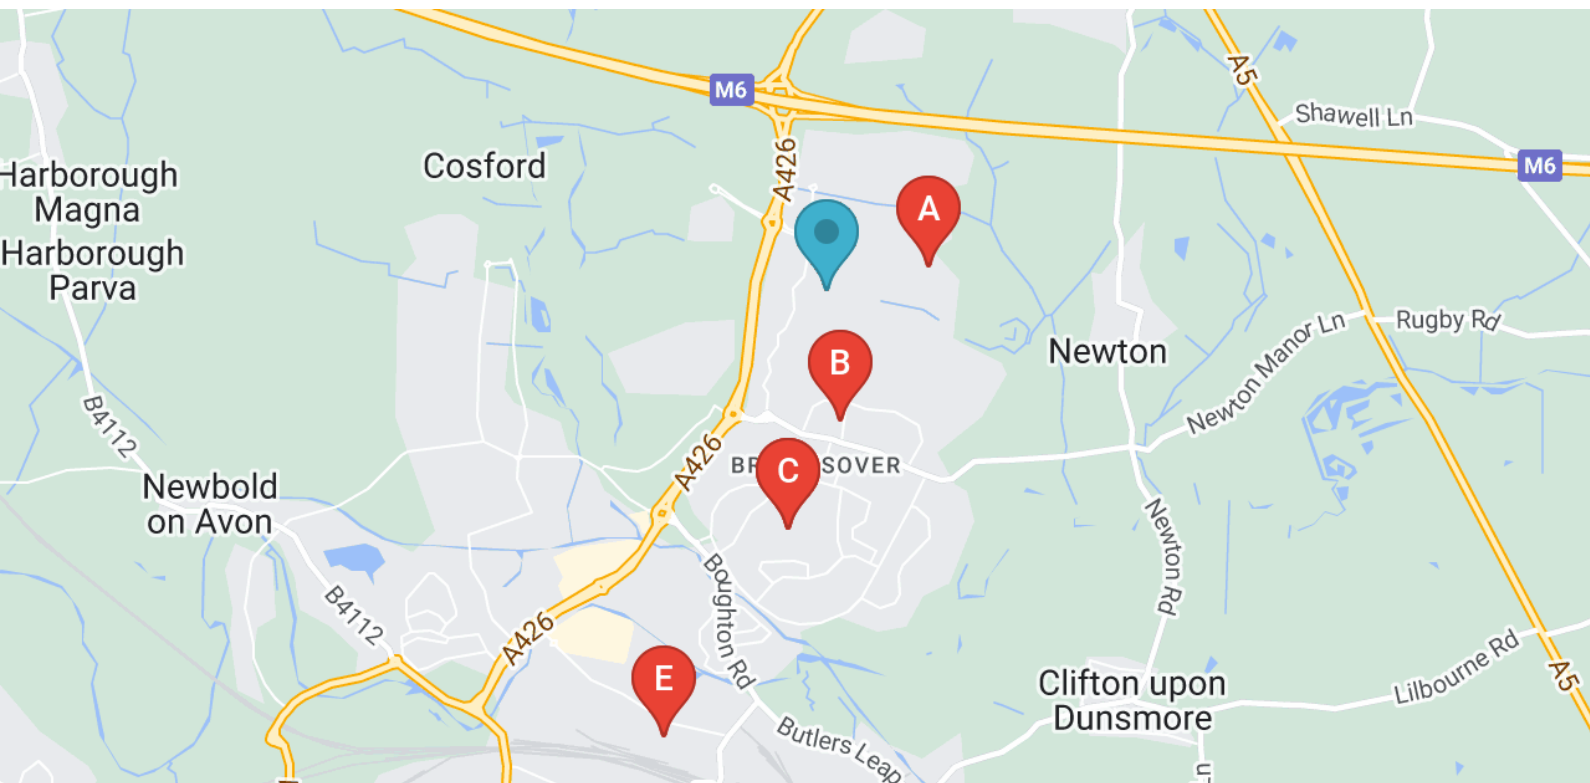 A5
M6
Shawell Ln
A426
Cosford
M6
Harborough
Magna
A
Harborough
Parva
Rugby Rd
Newton Manor Ln
Newton
B
B4112
A426
BR
C
SOVER
Newbold
on Avon
Newton Rd
Boughton Rd
B4112
A426
E
Lilbourne Rd
A5
Clifton upon
Dunsmore
Butlers Leap